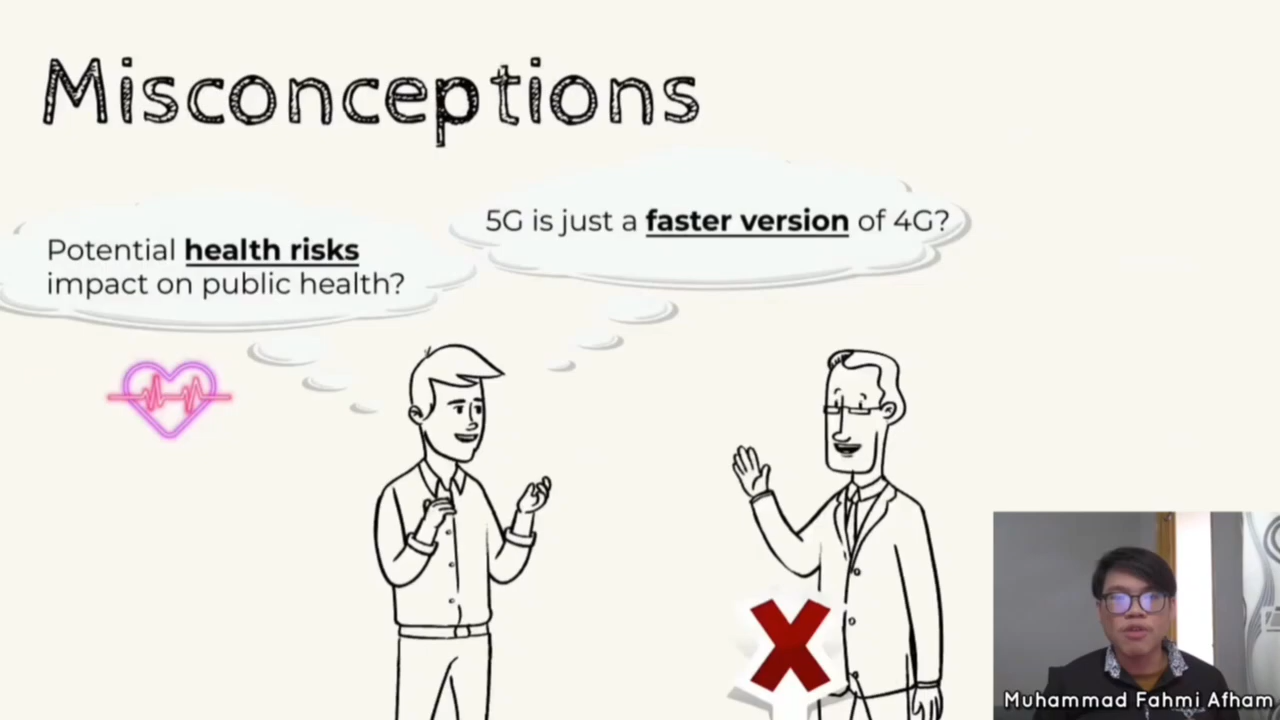 Misconceptions
5G is just a faster version of 4G?
Potential health risks
impact on public health?
Muhammad Fahmi Afham